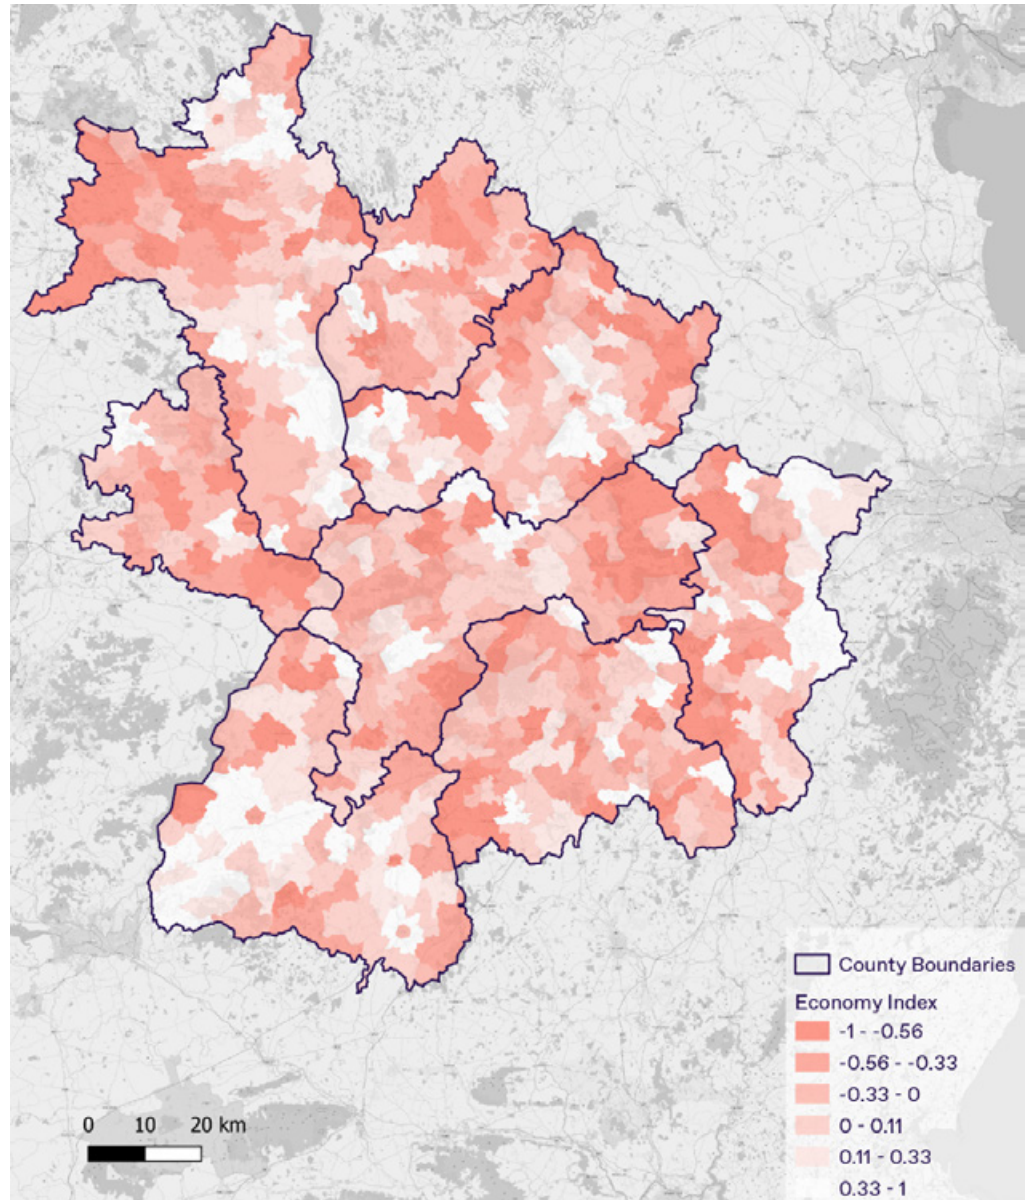 County Boundaries
Economy Index
-1 - -0.56
-0.56 - -0.33
-0.33 - 0
0 - 0.11
0.11 - 0.33
0.33 - 1
0 10 20 km